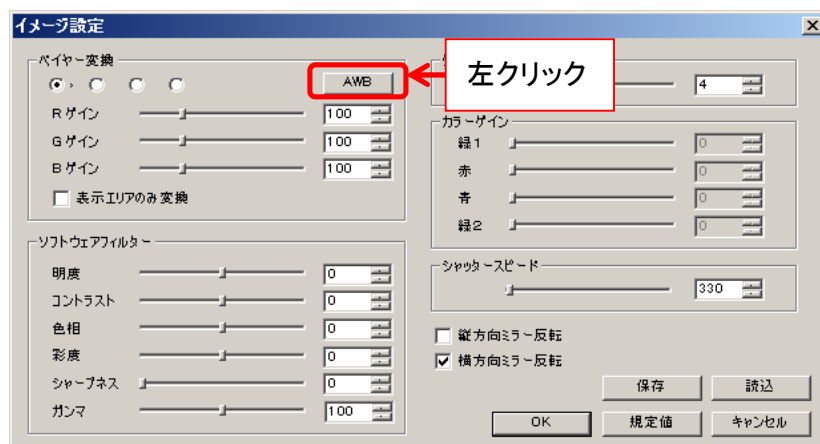 イメージ設定
ベイヤー変換
AWB
Rゲイン 100
Gゲイン 100
Bゲイン 100
表示エリアのみ変換
ソフトウェアフィルター
明度 0
コントラスト 0
色相 0
彩度 0
シャープネス 0
ガンマ 100
左クリック
4
カラーゲイン
緑1 0
赤 0
青 0
緑2 0
シャッタースピード
330
縦方向ミラー反転
横方向ミラー反転
保存 読込
OK 規定値 キャンセル